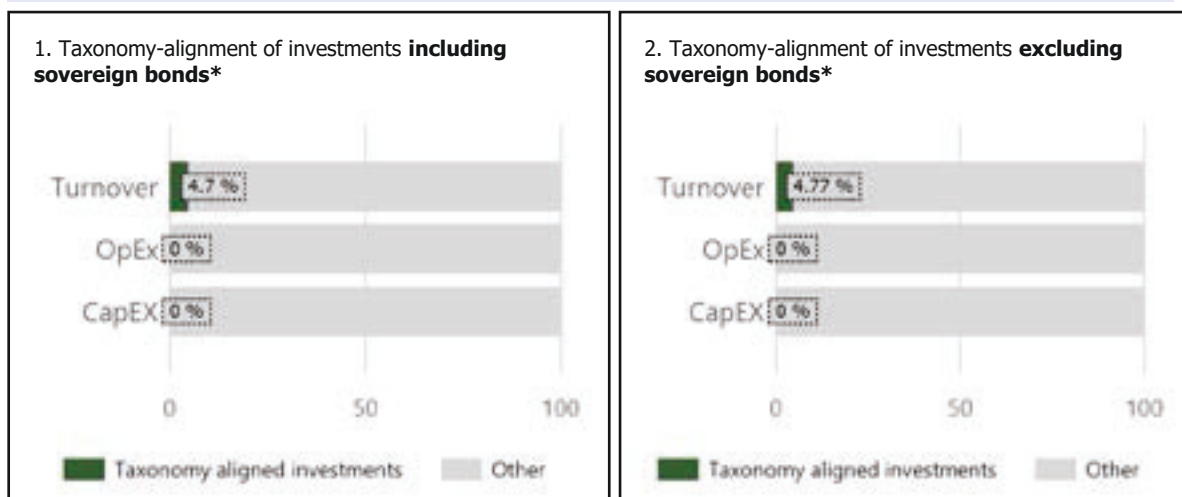 1. Taxonomy-alignment of investments including
sovereign bonds*
Turnover
4.7 %
OpEx
0 %
CapEX
0 %
0
50
100
Taxonomy aligned investments
Other
2. Taxonomy-alignment of investments excluding
sovereign bonds*
Turnover
4.77 %
OpEx
0 %
CapEX
0 %
0
50
100
Taxonomy aligned investments
Other